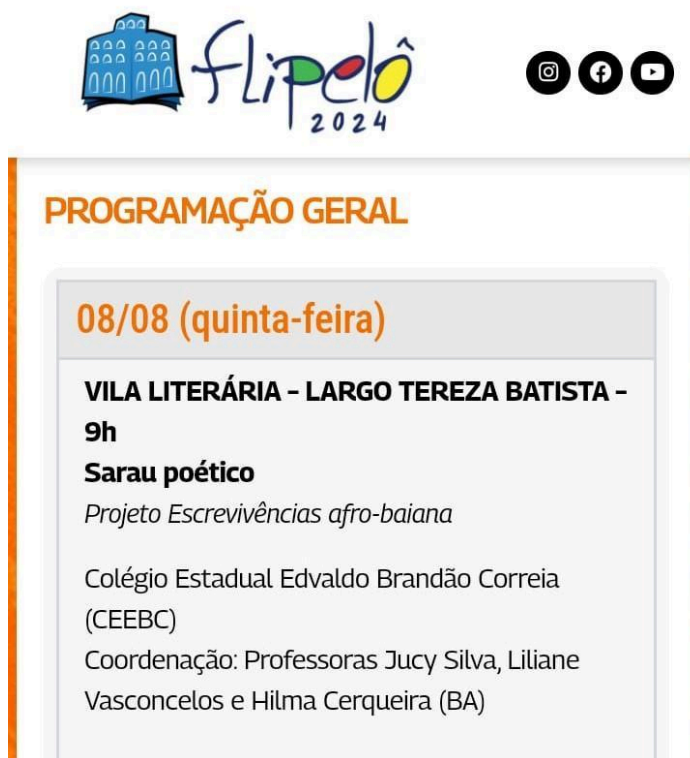 flipelô
2024
PROGRAMAÇÃO GERAL
08/08 (quinta-feira)
VILA LITERÁRIA – LARGO TEREZA BATISTA –
9h
Sarau poético
Projeto Escrevivências afro-baiana
Colégio Estadual Edvaldo Brandão Correia
(CEEBC)
Coordenação: Professoras Jucy Silva, Liliane
Vasconcelos e Hilma Cerqueira (BA)